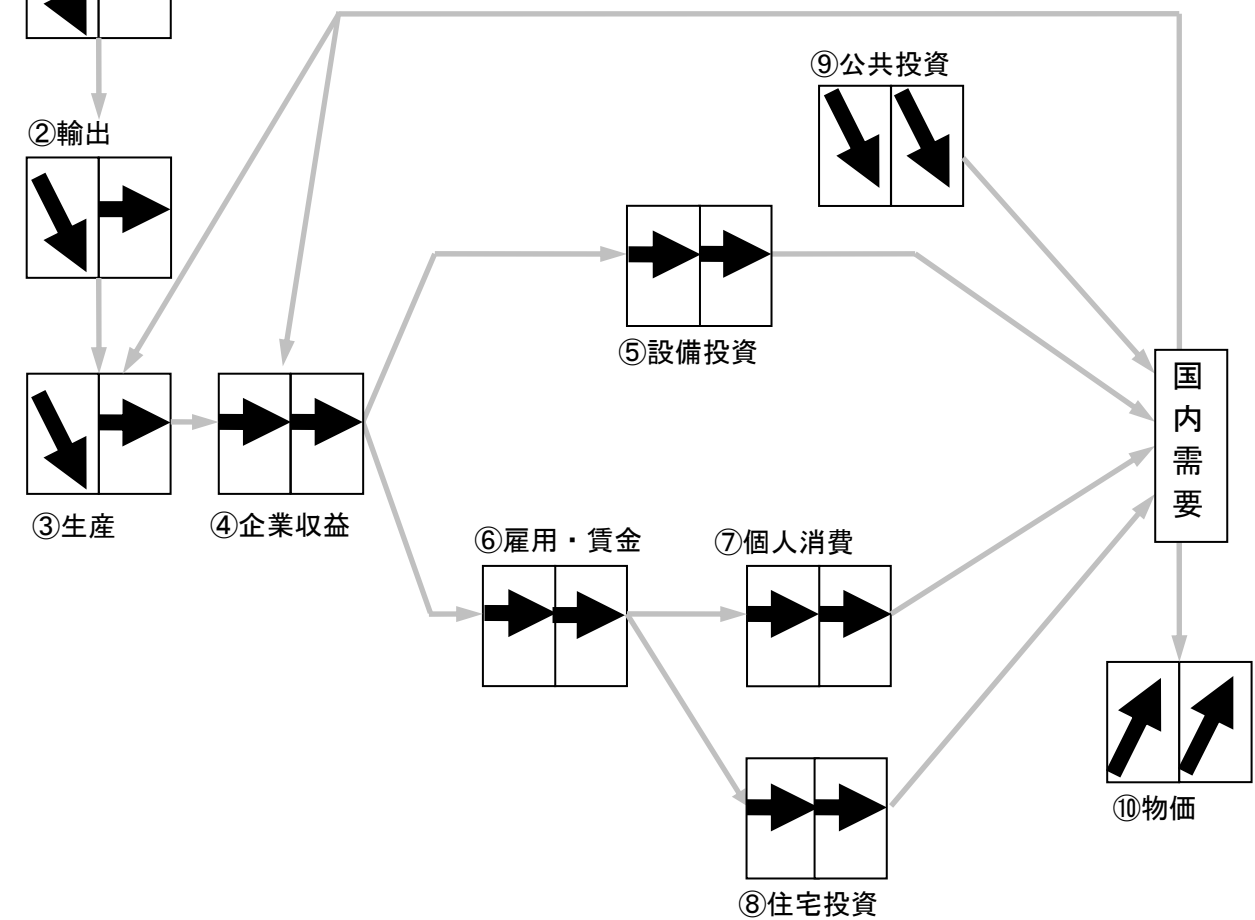 ⑨公共投資
②輸出
⑤設備投資
国内需要
③生産
④企業収益
⑥雇用・賃金
⑦個人消費
⑩物価
⑧住宅投資